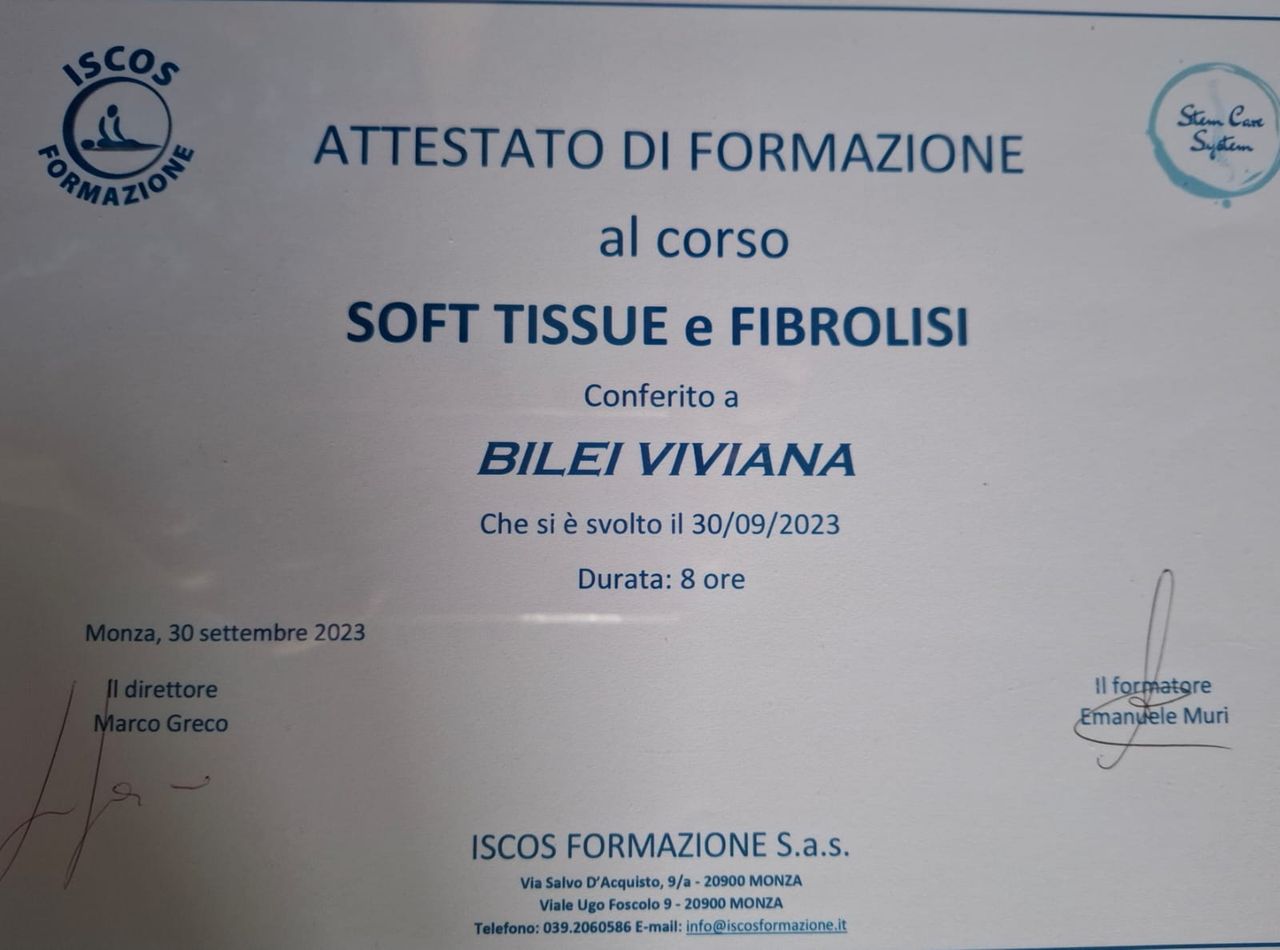 ISCOS
FORMAZIONE
Stem Care
System
ATTESTATO DI FORMAZIONE
al corso
SOFT TISSUE e FIBROLISI
Conferito a
BILEI VIVIANA
Che si è svolto il 30/09/2023
Durata: 8 ore
Monza, 30 settembre 2023
Il direttore
Marco Greco
Il formatore
Emanuele Muri
ISCOS FORMAZIONE S.a.s.
Via Salvo D'Acquisto, 9/a - 20900 MONZA
Viale Ugo Foscolo 9 - 20900 MONZA
Telefono: 039.2060586 E-mail: info@iscosformazione.it